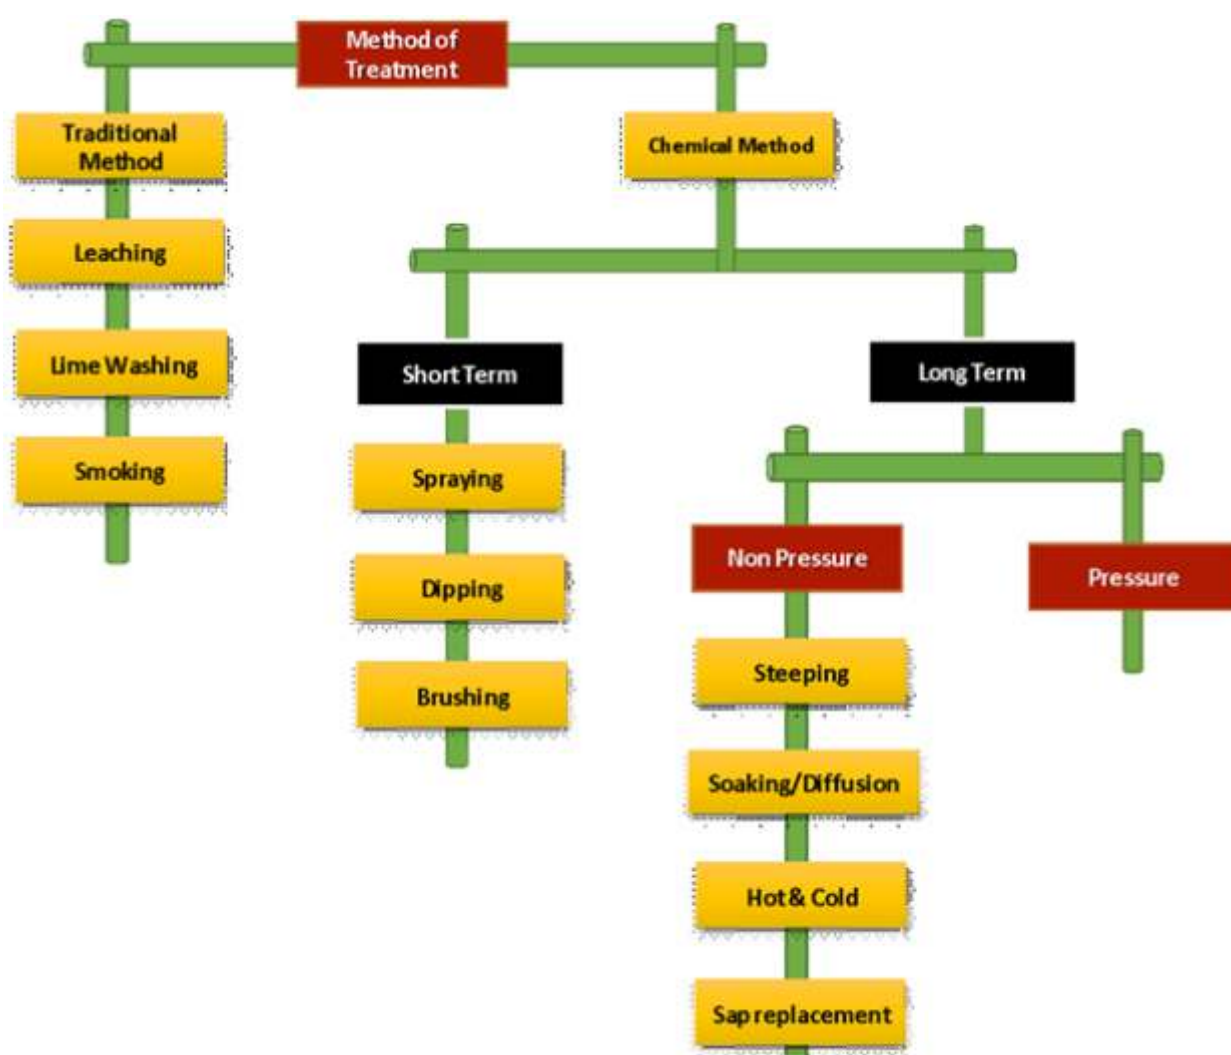 Method of
Treatment
Traditional
Method
Chemical Method
Leaching
Lime Washing
Smoking
Short Term
Long Term
Spraying
Dipping
Brushing
Non Pressure
Pressure
Steeping
Soaking/Diffusion
Hot & Cold
Sap replacement